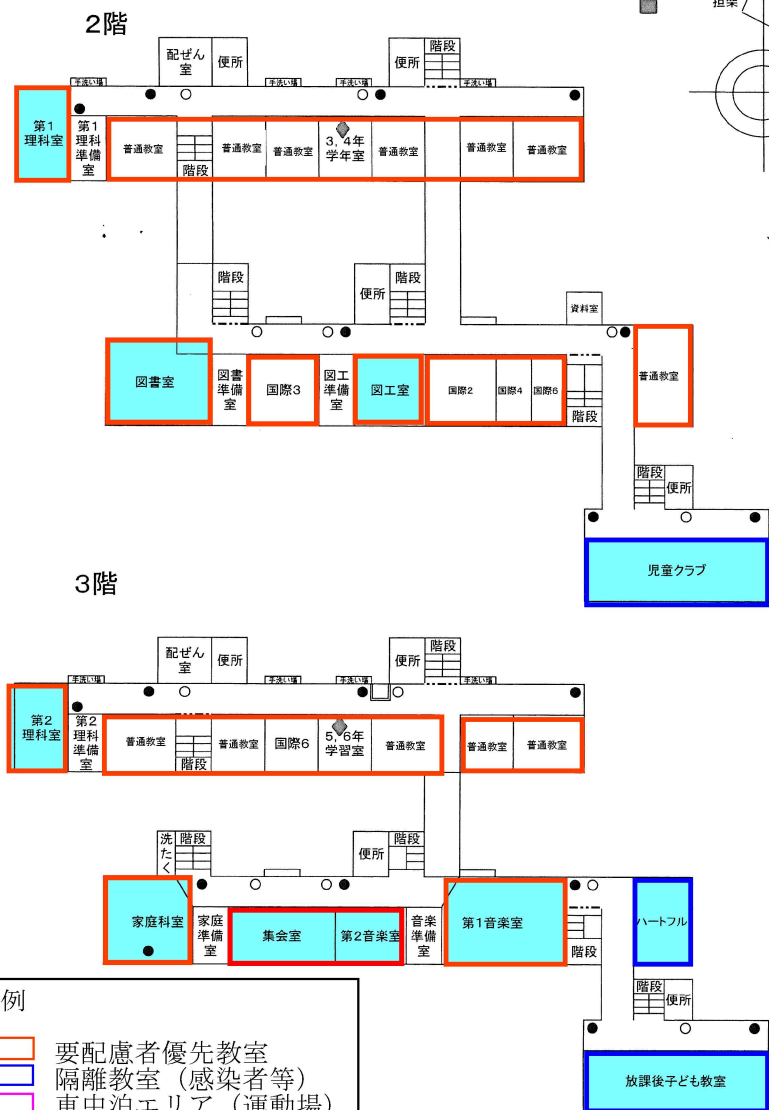 担架
2階
配ぜん
室
便所
便所
階段
手洗い場
手洗い場
手洗い場
手洗い場
第1
理科室
第1
理科
準備
室
普通教室
階段
普通教室
普通教室
3, 4年
学年室
普通教室
普通教室
普通教室
階段
便所
階段
資料室
図書室
図書
準備
室
国際3
図工
準備
室
図工室
国際2
国際4
国際6
階段
普通教室
階段
便所
児童クラブ
3階
配ぜん
室
便所
便所
階段
手洗い場
手洗い場
手洗い場
手洗い場
第2
理科室
第2
理科
準備
室
普通教室
階段
普通教室
国際6
5, 6年
学習室
普通教室
普通教室
普通教室
洗
た
く
階段
便所
階段
家庭科室
家庭
準備
室
集会室
第2音楽室
音楽
準備
室
第1音楽室
階段
ハートフル
階段
便所
放課後子ども教室
例
要配慮者優先教室
隔離教室（感染者等）
車中泊エリア（運動場）